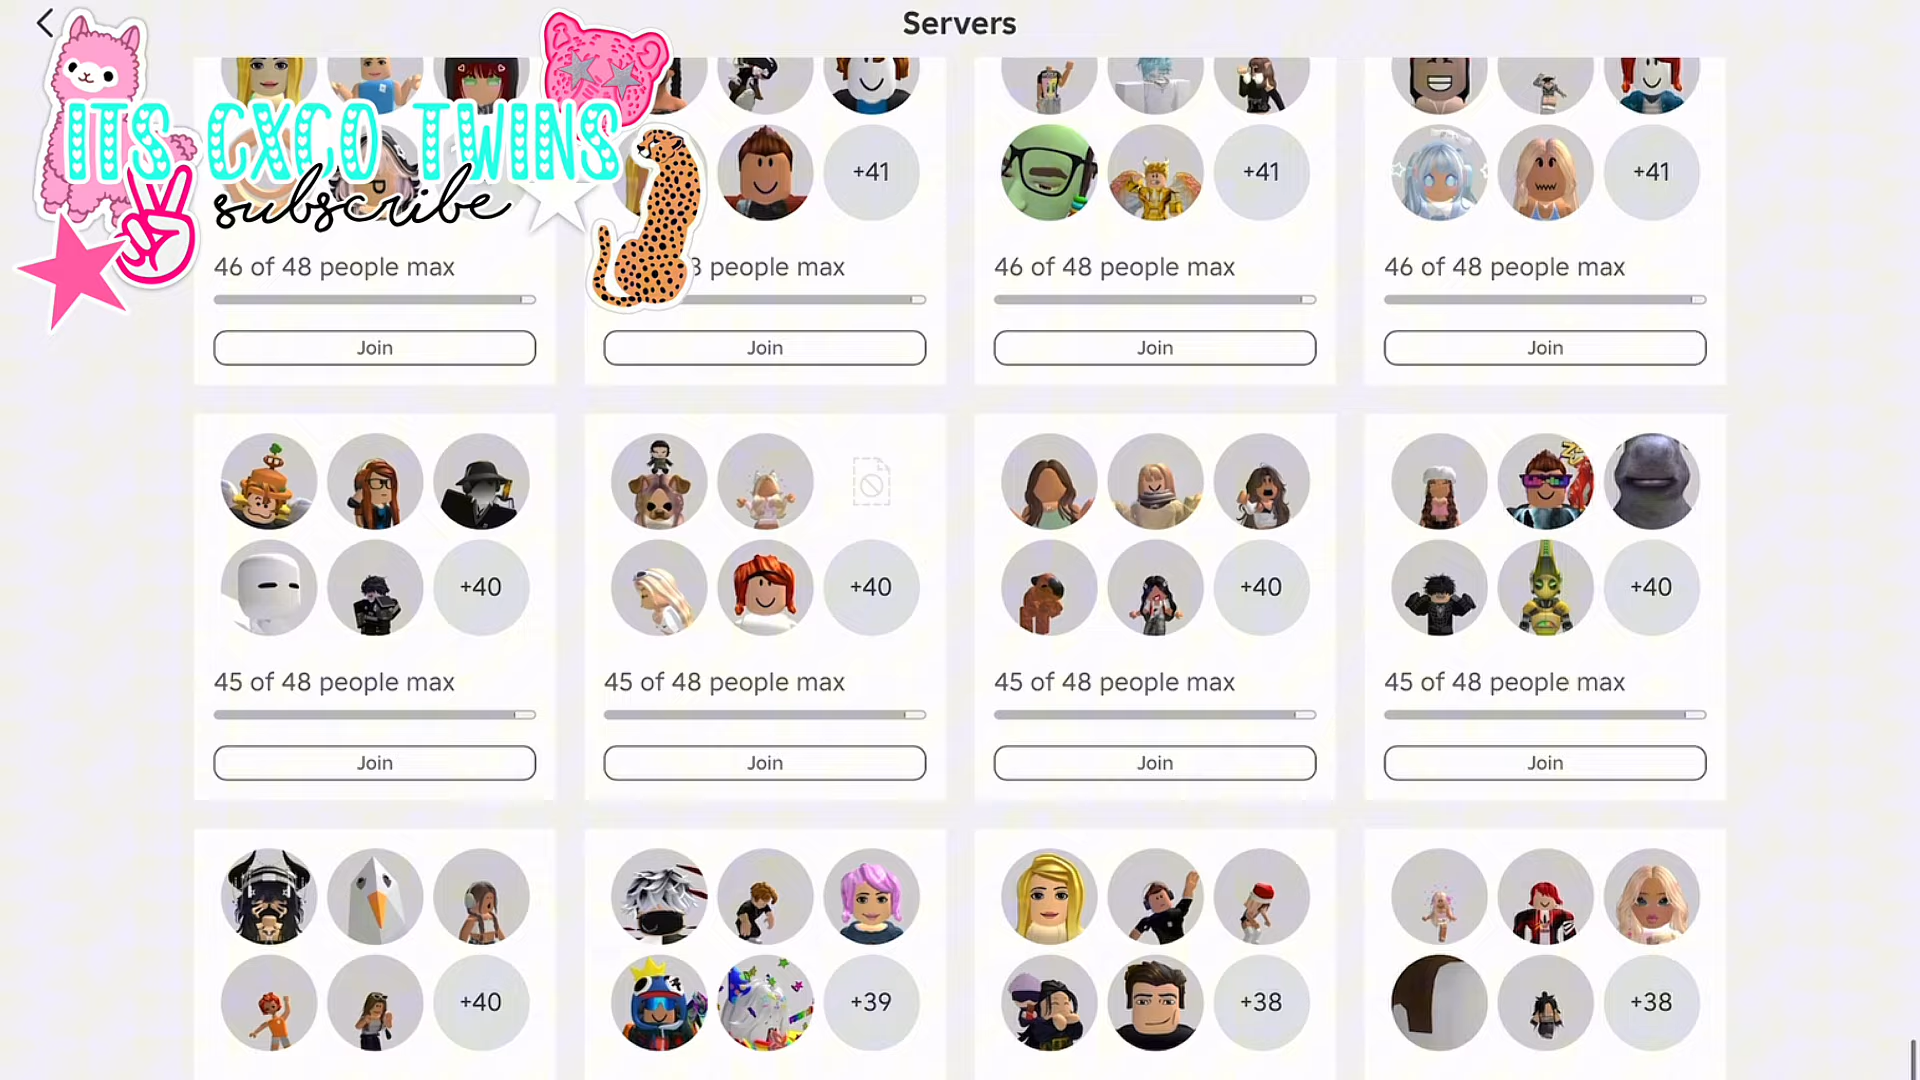 Servers
ITS CXCO TWINS
subscribe
+41
+41
+41
46 of 48 people max
8 people max
46 of 48 people max
46 of 48 people max
Join
Join
Join
Join
+40
+40
+40
+40
45 of 48 people max
45 of 48 people max
45 of 48 people max
45 of 48 people max
Join
Join
Join
Join
+40
+39
+38
+38